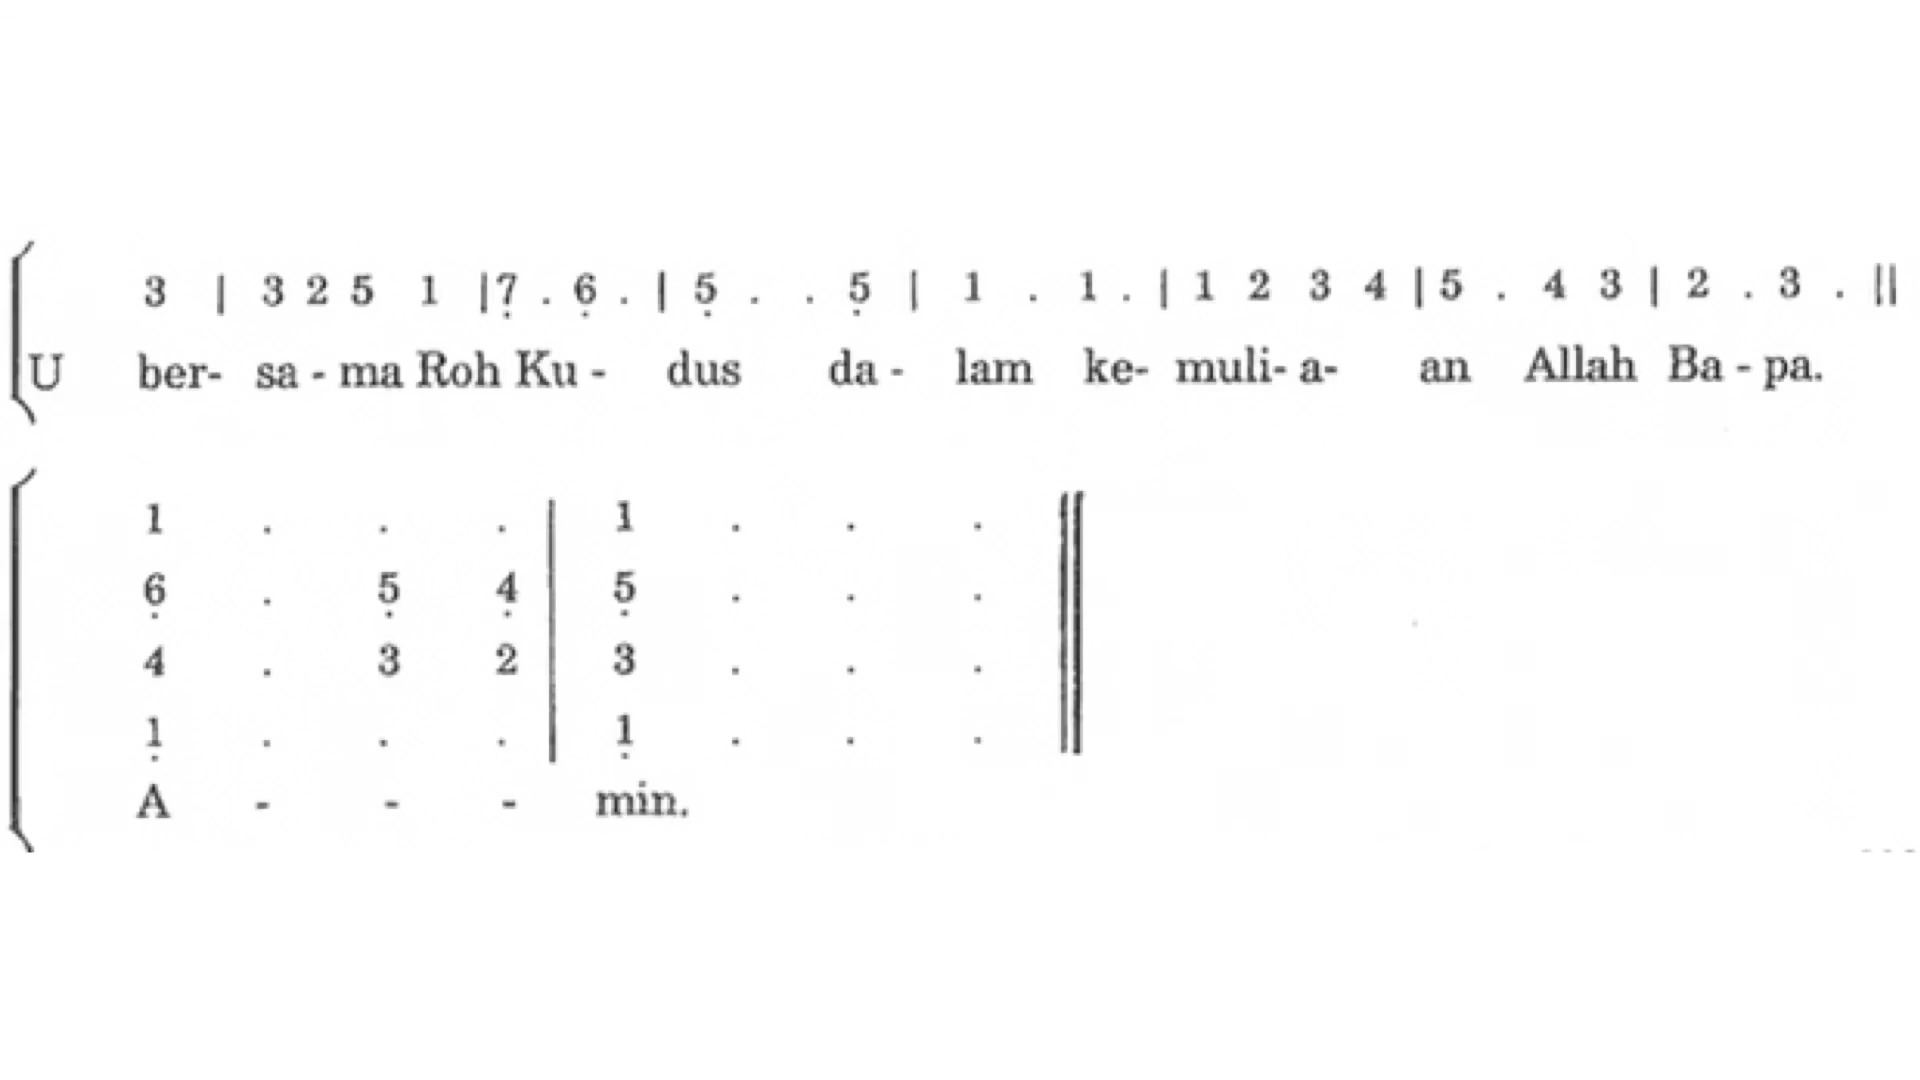 3 | 3 2 5 1 |7̣ . 6̣ . | 5̣ . . 5̣ | 1 . 1 . | 1 2 3 4 | 5 . 4 3 | 2 . 3 . ||
U ber- sa - ma Roh Ku - dus da - lam ke- muli- a- an Allah Ba - pa.
1 . . . | 1 . . . ||
6̣ . 5̣ 4̣ | 5̣ . . . ||
4 . 3 2 | 3 . . . ||
1̣ . . . | 1̣ . . . ||
A - - - min.